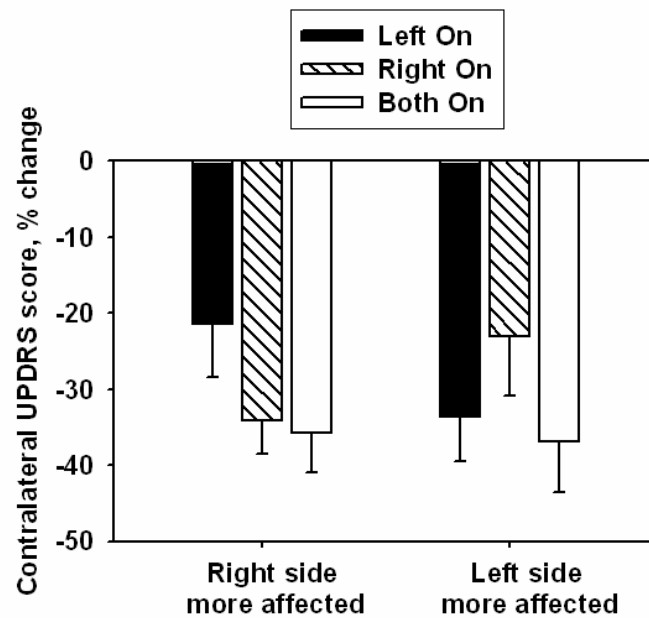 Left On
Right On
Both On
Contralateral UPDRS score, % change
0
-10
-20
-30
-40
-50
Right side
more affected
Left side
more affected